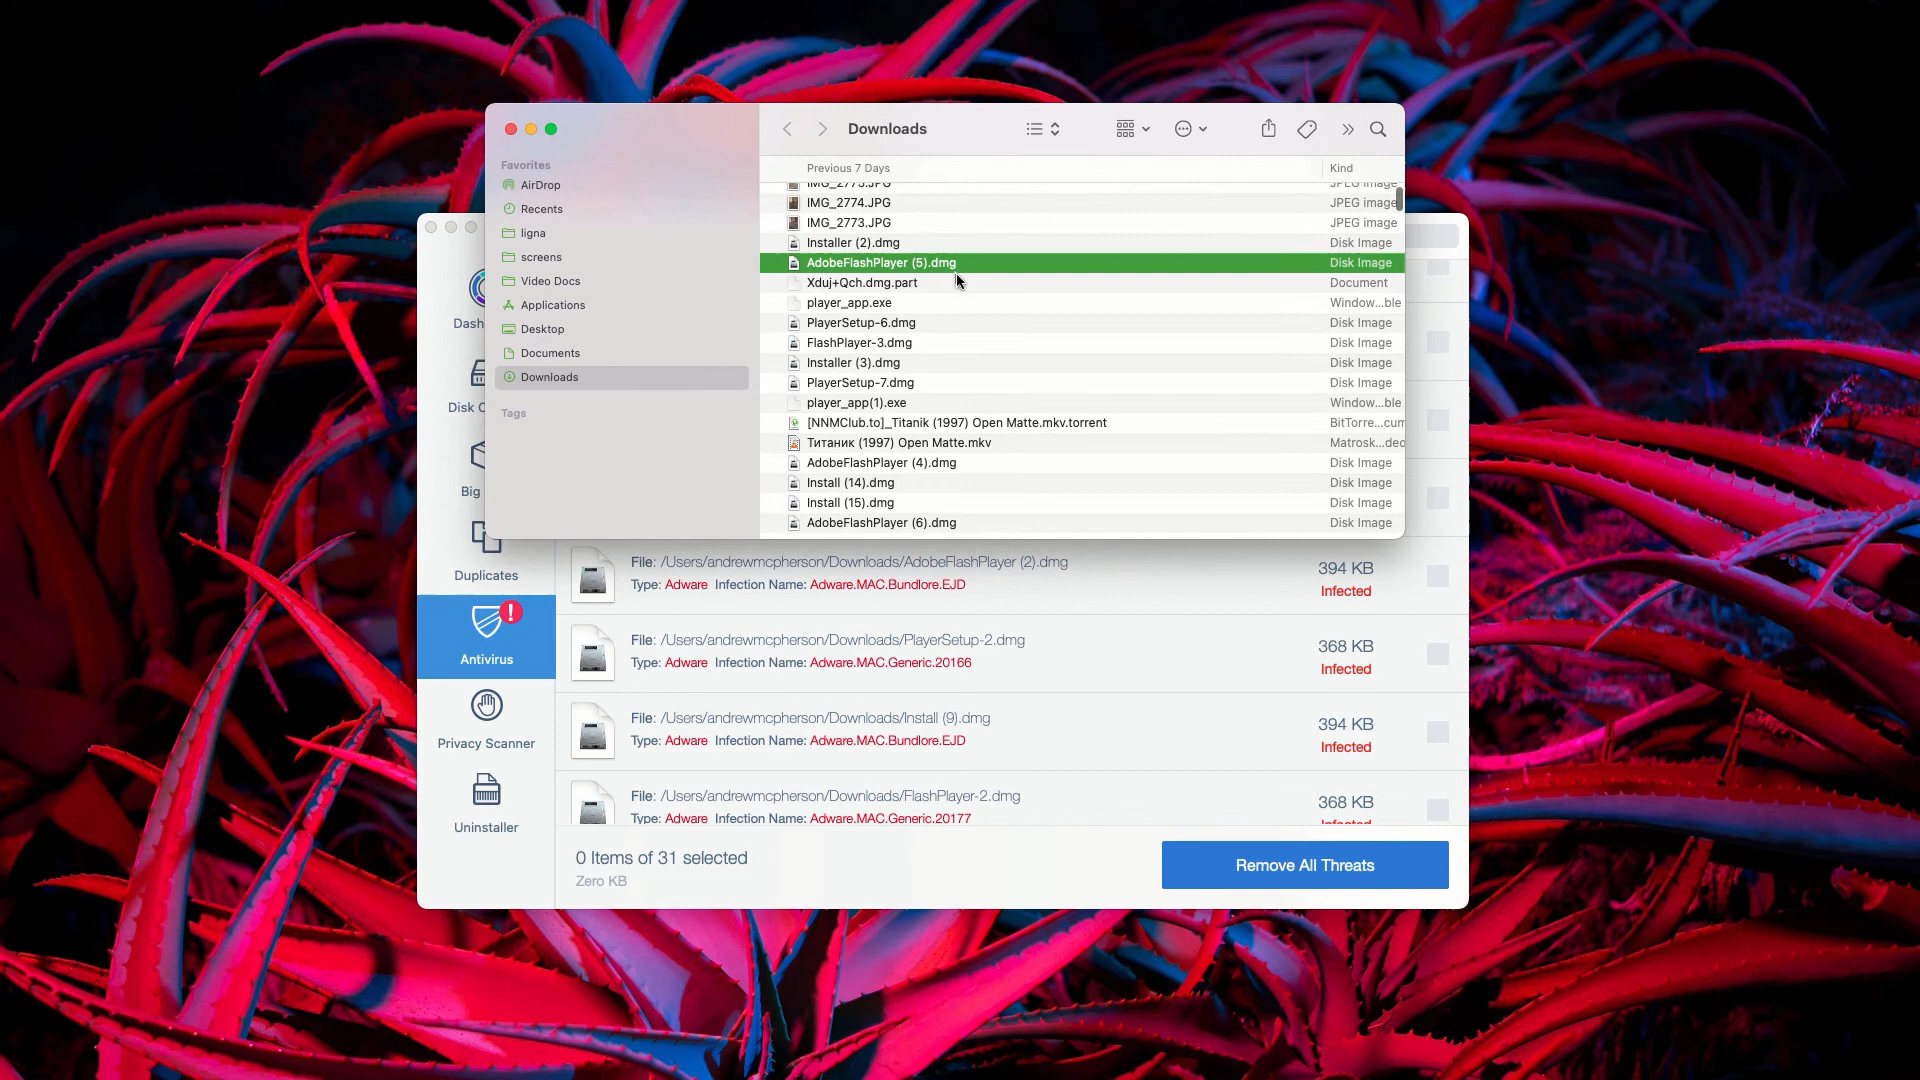 Downloads
Favorites
AirDrop
Recents
ligna
screens
Video Docs
Applications
Desktop
Documents
Downloads
Tags
Previous 7 Days
Kind
IMG_2774.JPG
JPEG image
IMG_2773.JPG
JPEG image
Installer (2).dmg
Disk Image
AdobeFlashPlayer (5).dmg
Disk Image
Xduj+Qch.dmg.part
Document
player_app.exe
Window...ble
PlayerSetup-6.dmg
Disk Image
FlashPlayer-3.dmg
Disk Image
Installer (3).dmg
Disk Image
PlayerSetup-7.dmg
Disk Image
player_app(1).exe
Window...ble
[NNMClub.to]_Titanik (1997) Open Matte.mkv.torrent
BitTorre...cum
Титаник (1997) Open Matte.mkv
Matrosk...deo
AdobeFlashPlayer (4).dmg
Disk Image
Install (14).dmg
Disk Image
Install (15).dmg
Disk Image
AdobeFlashPlayer (6).dmg
Disk Image
Dash
Disk C
Big
Duplicates
Antivirus
!
Privacy Scanner
Uninstaller
File: /Users/andrewmcpherson/Downloads/AdobeFlashPlayer (2).dmg
Type: Adware Infection Name: Adware.MAC.Bundlore.EJD
394 KB
Infected
File: /Users/andrewmcpherson/Downloads/PlayerSetup-2.dmg
Type: Adware Infection Name: Adware.MAC.Generic.20166
368 KB
Infected
File: /Users/andrewmcpherson/Downloads/Install (9).dmg
Type: Adware Infection Name: Adware.MAC.Bundlore.EJD
394 KB
Infected
File: /Users/andrewmcpherson/Downloads/FlashPlayer-2.dmg
Type: Adware Infection Name: Adware.MAC.Generic.20177
368 KB
Infected
0 Items of 31 selected
Zero KB
Remove All Threats